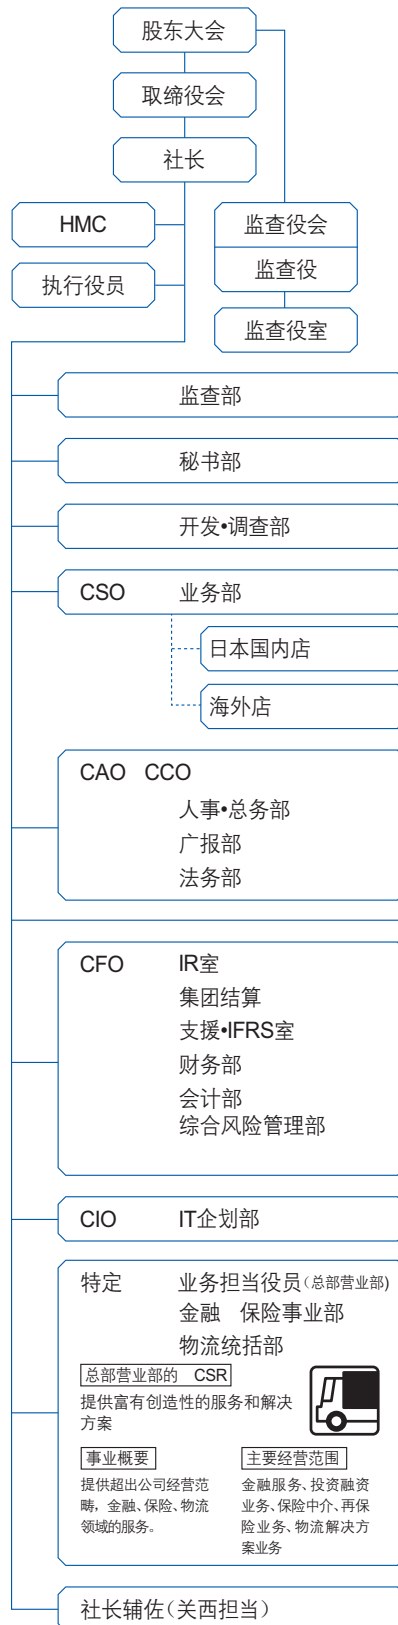 股东大会
取缔役会
社长
HMC
监查役会
执行役员
监查役
监查役室
监查部
秘书部
开发•调查部
CSO 业务部
日本国内店
海外店
CAO CCO
人事•总务部
广报部
法务部
CFO IR室
集团结算
支援•IFRS室
财务部
会计部
综合风险管理部
CIO IT企划部
特定 业务担当役员(总部营业部)
金融 保险事业部
物流统括部
总部营业部的 CSR
提供富有创造性的服务和解决
方案
事业概要
提供超出公司经营范
畴，金融、保险、物流
领域的服务。
主要经营范围
金融服务、投资融资
业务、保险中介、再保
险业务、物流解决方
案业务
社长辅佐（关西担当）